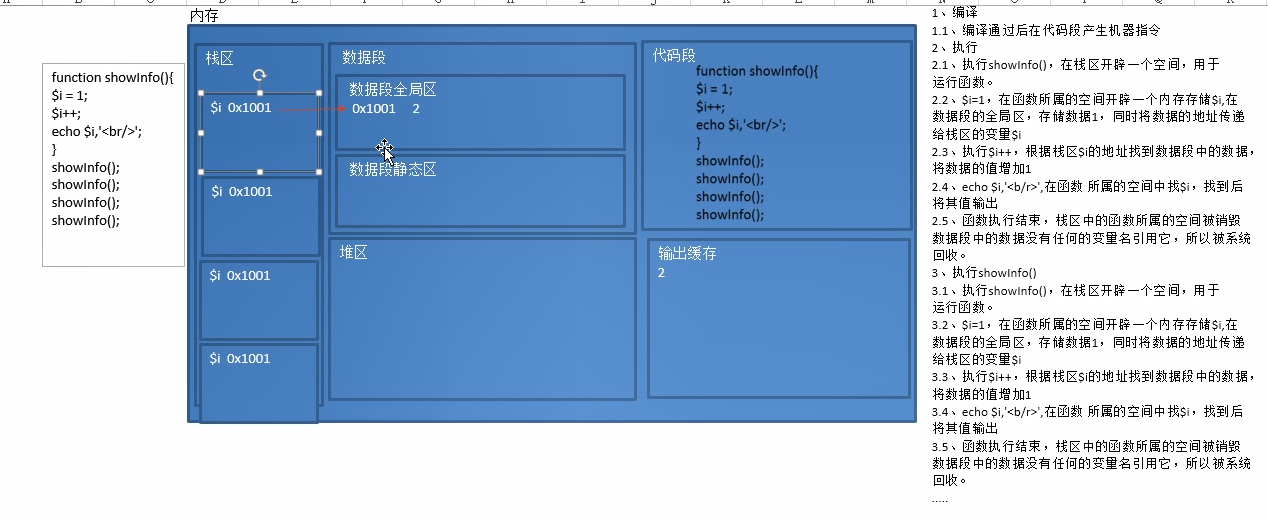 内存
function showInfo(){
$i = 1;
$i++;
echo $i,'<br/>';
}
showInfo();
showInfo();
showInfo();
showInfo();
栈区
$i 0x1001
$i 0x1001
$i 0x1001
$i 0x1001
数据段
数据段全局区
0x1001 2
数据段静态区
堆区
代码段
function showInfo(){
$i = 1;
$i++;
echo $i,'<br/>';
}
showInfo();
showInfo();
showInfo();
showInfo();
输出缓存
2
1、编译
1.1、编译通过后在代码段产生机器指令
2、执行
2.1、执行showInfo()，在栈区开辟一个空间，用于
运行函数。
2.2、$i=1，在函数所属的空间开辟一个内存存储$i,在
数据段的全局区，存储数据1，同时将数据的地址传递
给栈区的变量$i
2.3、执行$i++，根据栈区$i的地址找到数据段中的数据，
将数据的值增加1
2.4、echo $i,'<b/r>',在函数 所属的空间中找$i，找到后
将其值输出
2.5、函数执行结束，栈区中的函数所属的空间被销毁
数据段中的数据没有任何的变量名引用它，所以被系统
回收。
3、执行showInfo()
3.1、执行showInfo()，在栈区开辟一个空间，用于
运行函数。
3.2、$i=1，在函数所属的空间开辟一个内存存储$i,在
数据段的全局区，存储数据1，同时将数据的地址传递
给栈区的变量$i
3.3、执行$i++，根据栈区$i的地址找到数据段中的数据，
将数据的值增加1
3.4、echo $i,'<b/r>',在函数 所属的空间中找$i，找到后
将其值输出
3.5、函数执行结束，栈区中的函数所属的空间被销毁
数据段中的数据没有任何的变量名引用它，所以被系统
回收。
.....